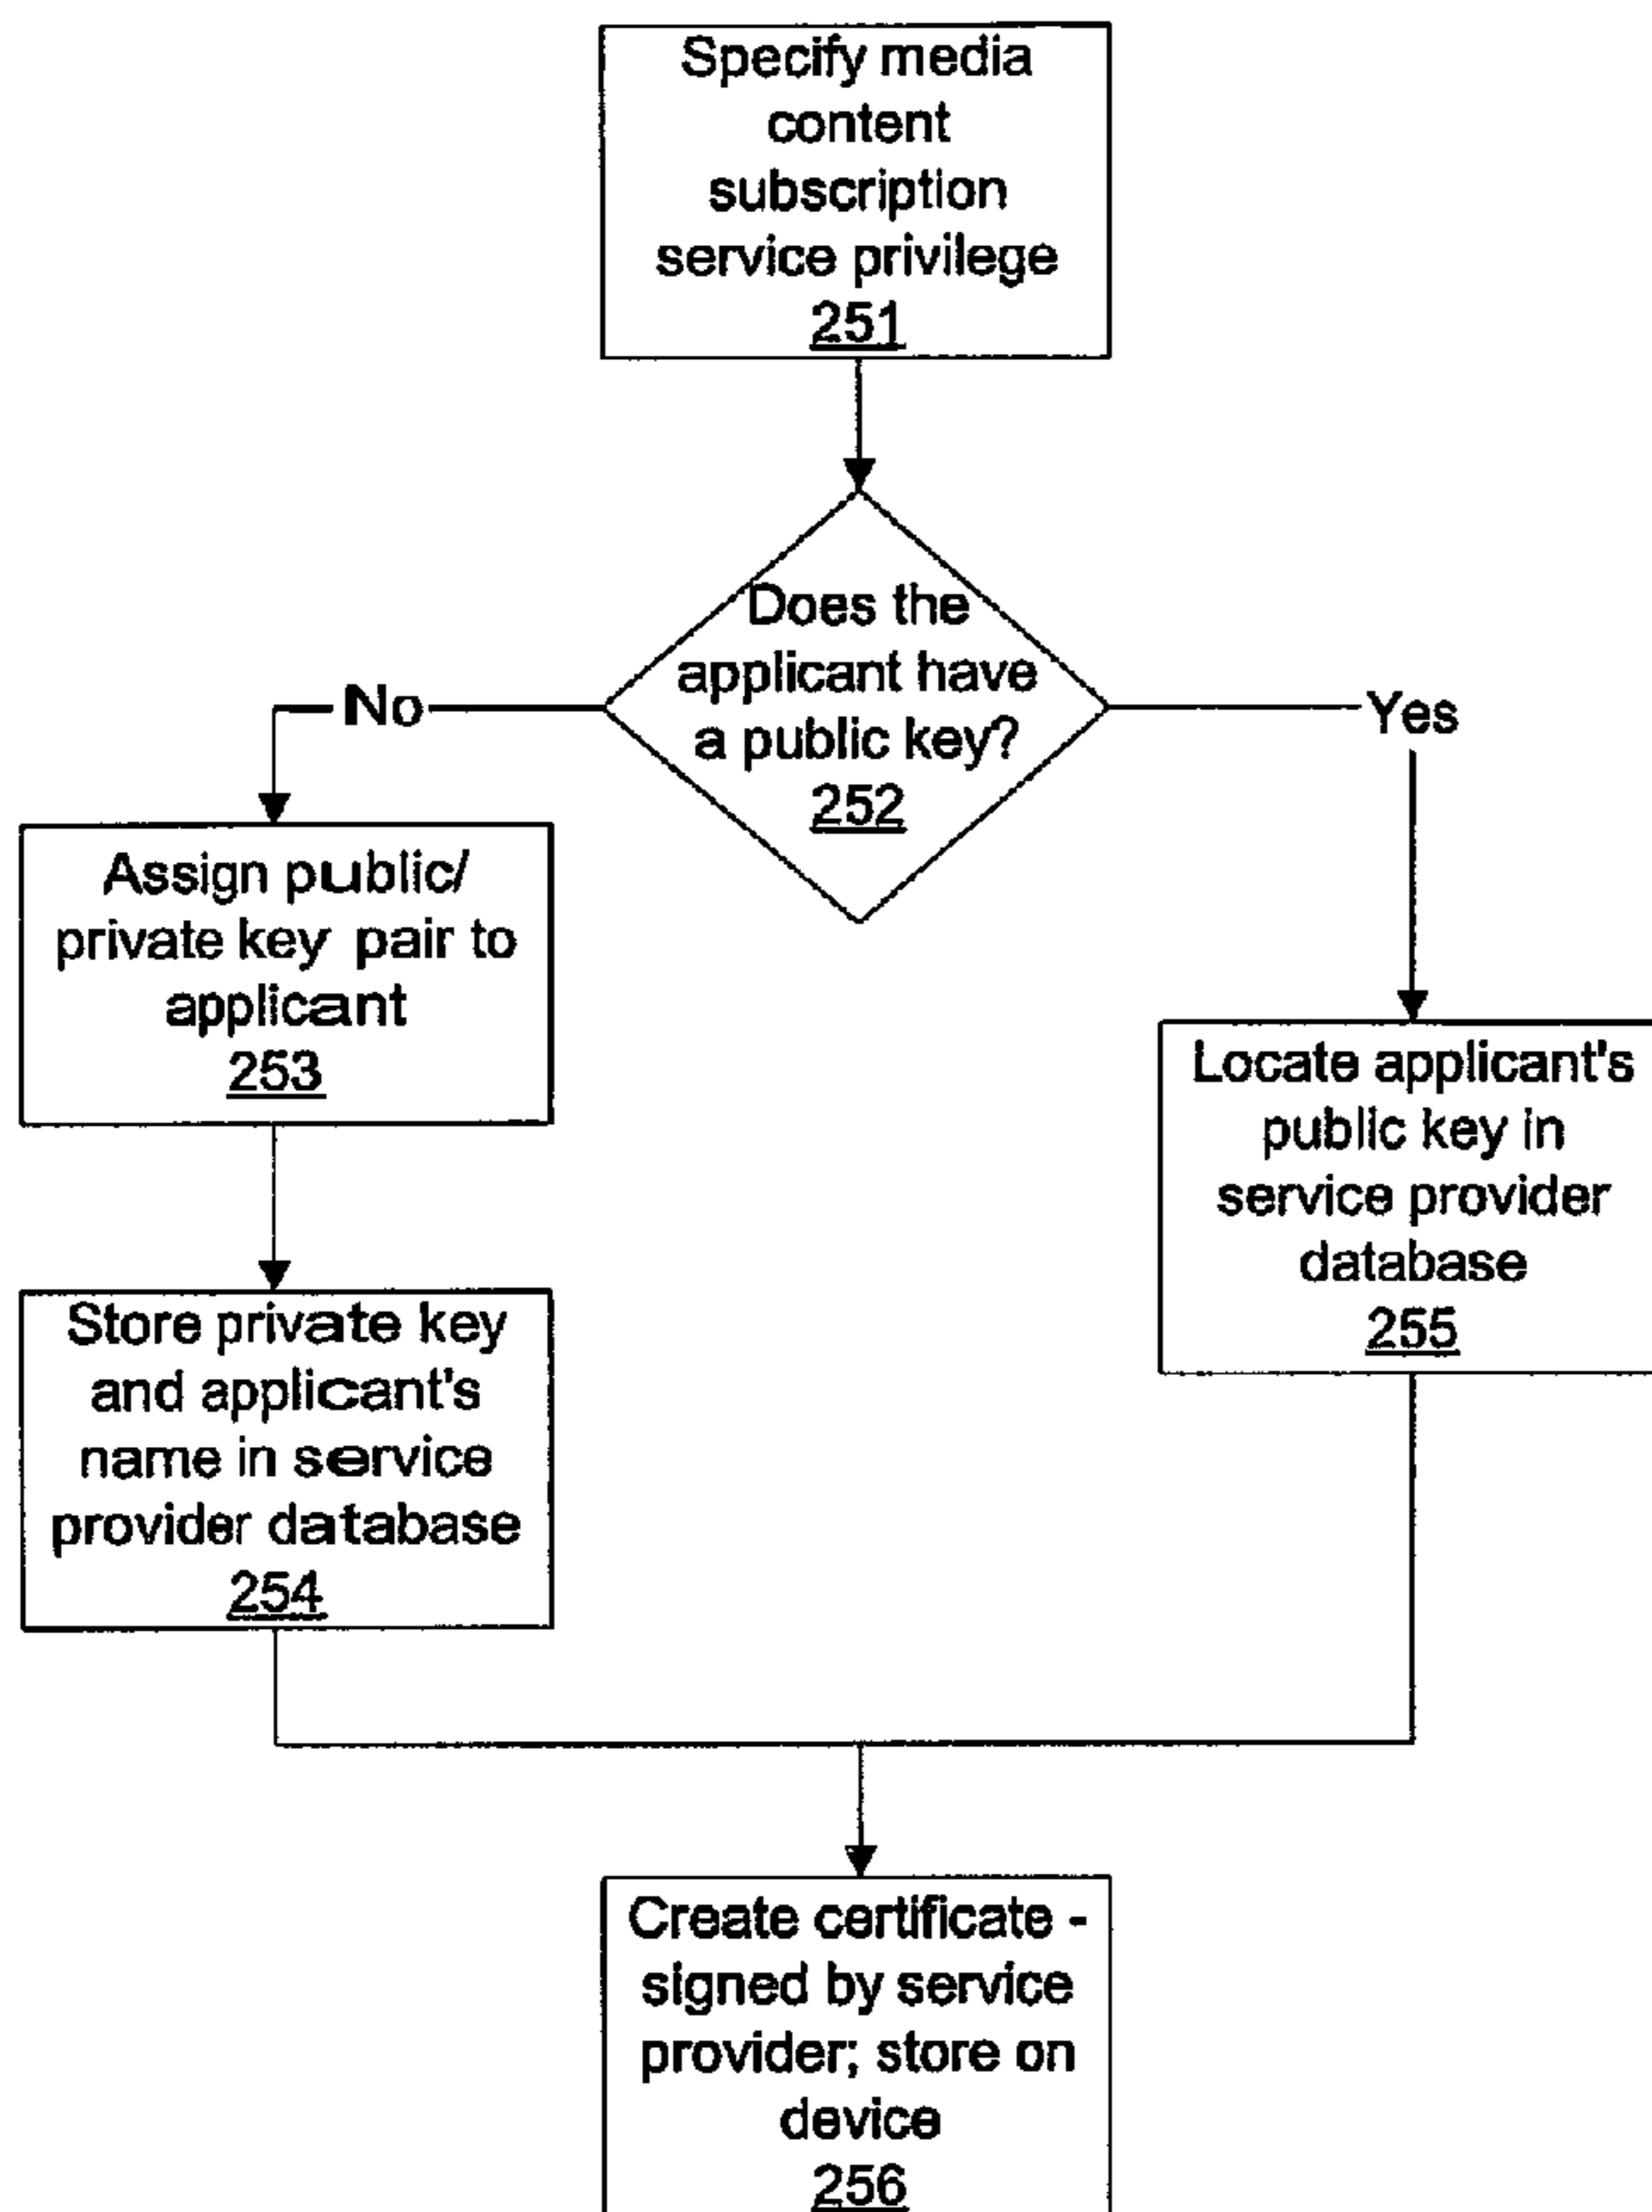 Specify media
content
subscription
service privilege
251
Does the
applicant have
a public key?
252
No
Yes
Assign public/
private key pair to
applicant
253
Locate applicant's
public key in
service provider
database
255
Store private key
and applicant's
name in service
provider database
254
Create certificate -
signed by service
provider; store on
device
256